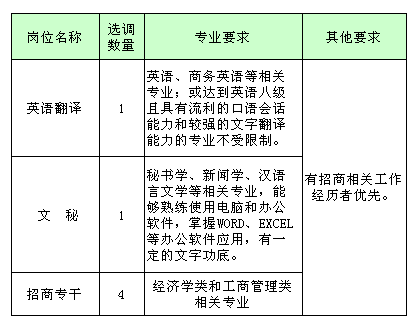 岗位名称 选调数量 专业要求 其他要求
英语翻译 1
英语、商务英语等相关
专业；或达到英语八级
且具有流利的口语会话
能力和较强的文字翻译
能力的专业不受限制。
有招商相关工作
经历者优先。
文　秘 1
秘书学、新闻学、汉语
言文学等相关专业，能
够熟练使用电脑和办公
软件，掌握WORD、EXCEL
等办公软件应用，有一
定的文字功底。
招商专干 4
经济学类和工商管理类
相关专业